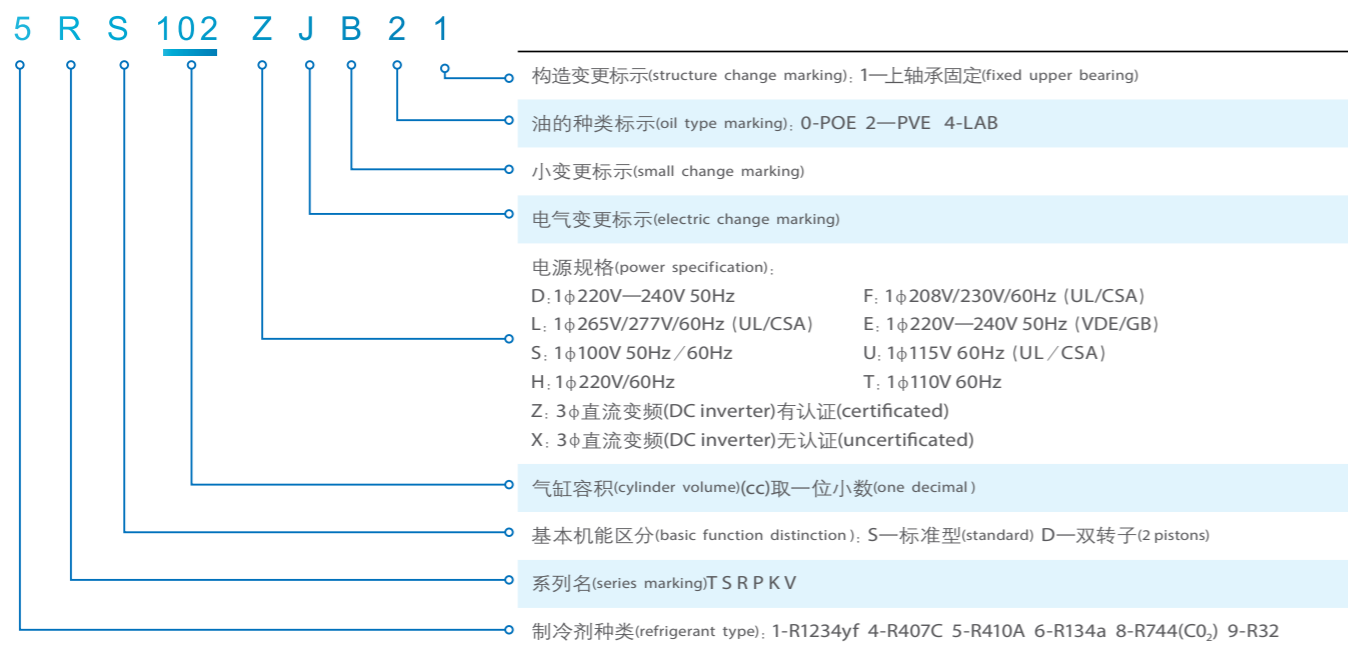 5 R S 102 Z J B 2 1
构造变更标示(structure change marking): 1—上轴承固定(fixed upper bearing)
油的种类标示(oil type marking): 0-POE 2—PVE 4-LAB
小变更标示(small change marking)
电气变更标示(electric change marking)
电源规格(power specification):
D: 1φ220V—240V 50Hz F: 1φ208V/230V/60Hz (UL/CSA)
L: 1φ265V/277V/60Hz (UL/CSA) E: 1φ220V—240V 50Hz (VDE/GB)
S: 1φ100V 50Hz/60Hz U: 1φ115V 60Hz (UL/CSA)
H: 1φ220V/60Hz T: 1φ110V 60Hz
Z: 3φ直流变频(DC inverter)有认证(certificated)
X: 3φ直流变频(DC inverter)无认证(uncertificated)
气缸容积(cylinder volume)(cc)取一位小数(one decimal)
基本机能区分(basic function distinction): S—标准型(standard) D—双转子(2 pistons)
系列名(series marking)T S R P K V
制冷剂种类(refrigerant type): 1-R1234yf 4-R407C 5-R410A 6-R134a 8-R744(C0₂) 9-R32